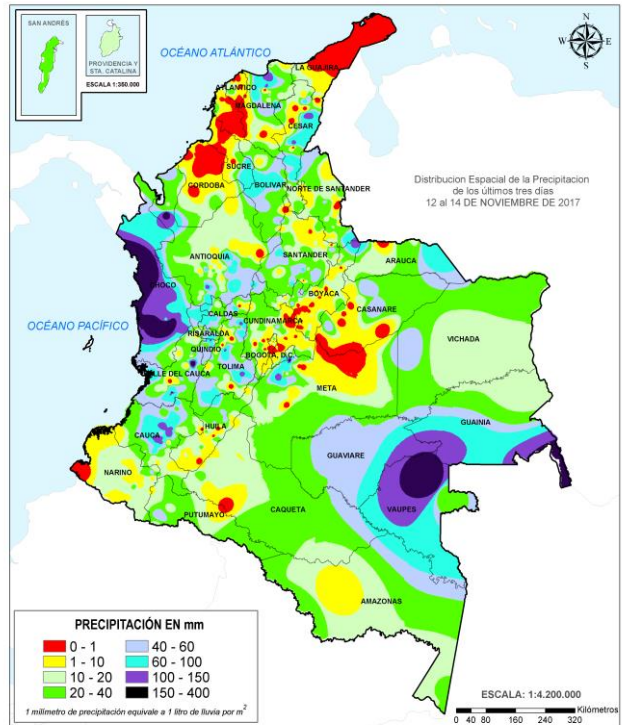 SAN ANDRÉS
PROVIDENCIA Y
STA. CATALINA
ESCALA 1:350.000
OCÉANO ATLÁNTICO
N
W
E
S
LA GUAJIRA
ATLANTICO
MAGDALENA
CESAR
SUCRE
CORDOBA
BOLIVAR
NORTE DE SANTANDER
Distribucion Espacial de la Precipitacion
de los últimos tres días
12 al 14 DE NOVIEMBRE DE 2017
ANTIOQUIA
SANTANDER
ARAUCA
CHOCO
BOYACA
CASANARE
OCÉANO PACÍFICO
CALDAS
CUNDINAMARCA
RISARALDA
VICHADA
QUINDIO
BOGOTA, D.C.
TOLIMA
VALLE DEL CAUCA
META
GUAINIA
HUILA
CAUCA
GUAVIARE
NARINO
VAUPES
CAQUETA
PUTUMAYO
AMAZONAS
PRECIPITACIÓN EN mm
0 - 1
40 - 60
1 - 10
60 - 100
10 - 20
100 - 150
20 - 40
150 - 400
1 milimetro de precipitación equivale a 1 litro de lluvia por m2
ESCALA: 1:4.200.000
Kilómetros
0 40 80 160 240 320